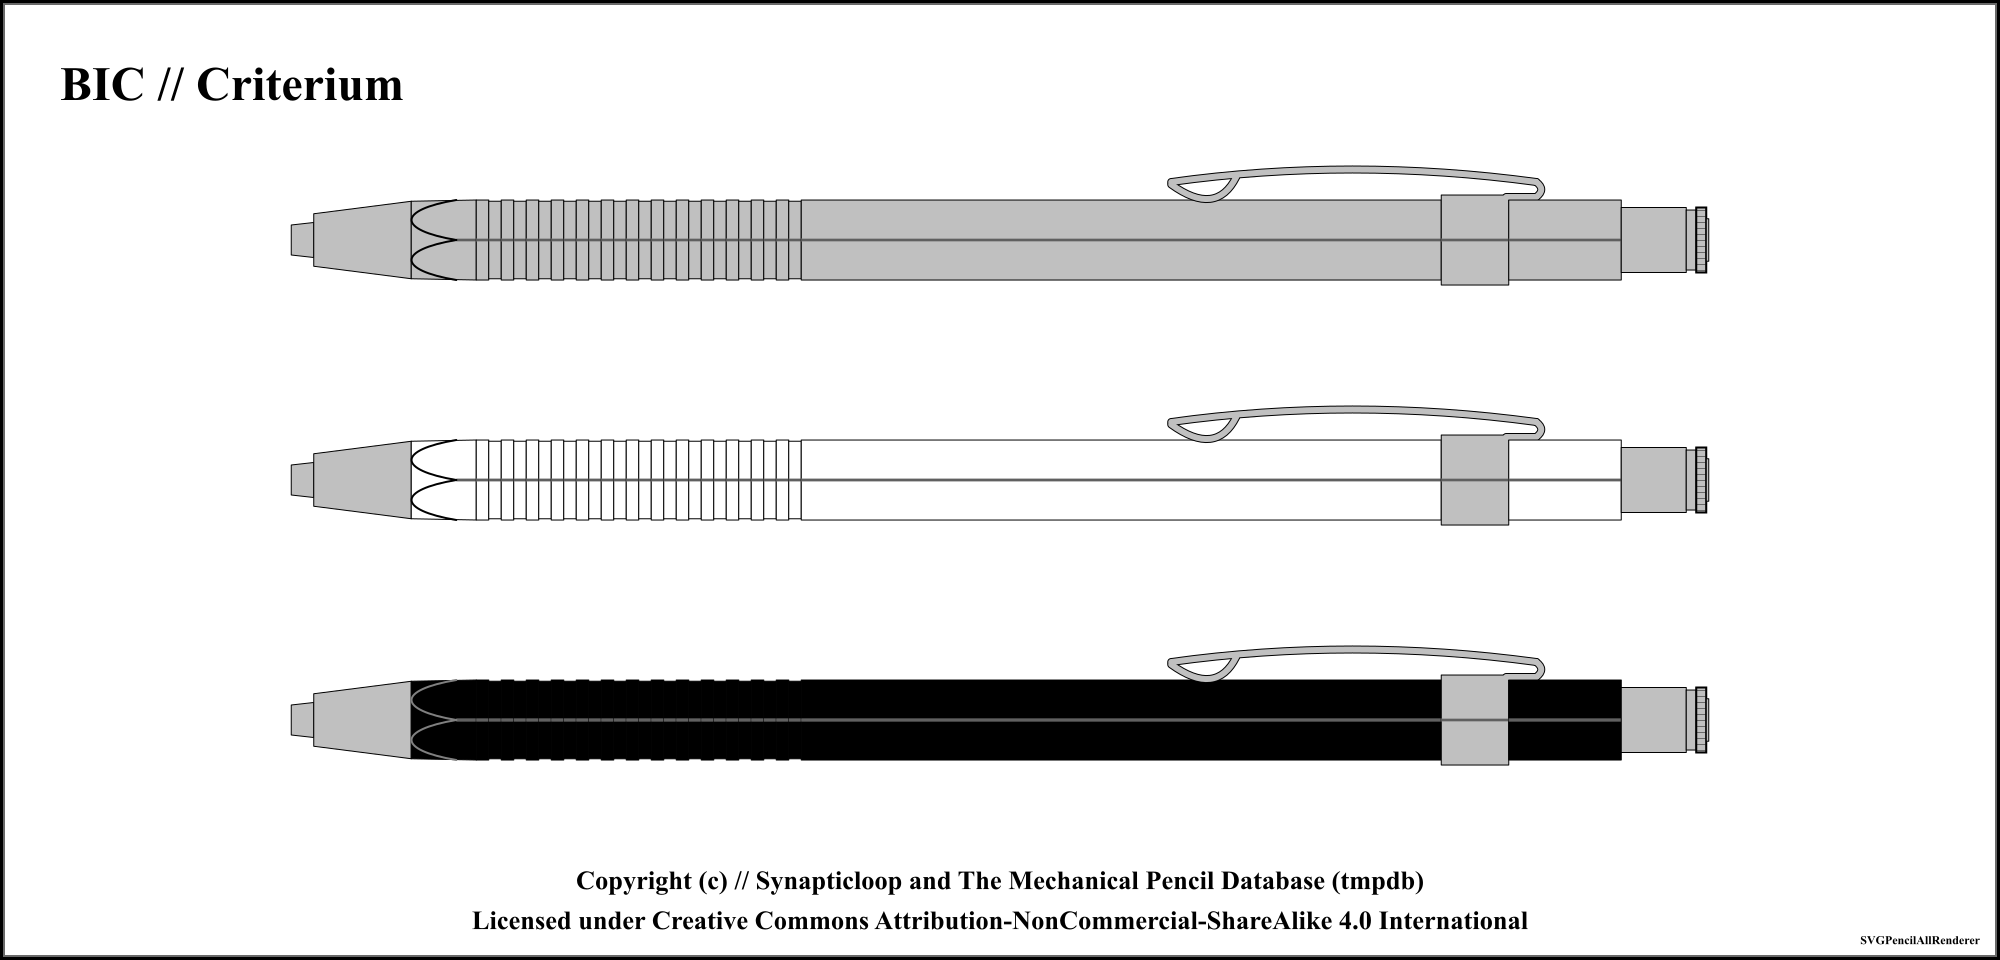 BIC // Criterium
Copyright (c) // Synapticloop and The Mechanical Pencil Database (tmpdb)
Licensed under Creative Commons Attribution-NonCommercial-ShareAlike 4.0 International
SVGPencilAllRenderer